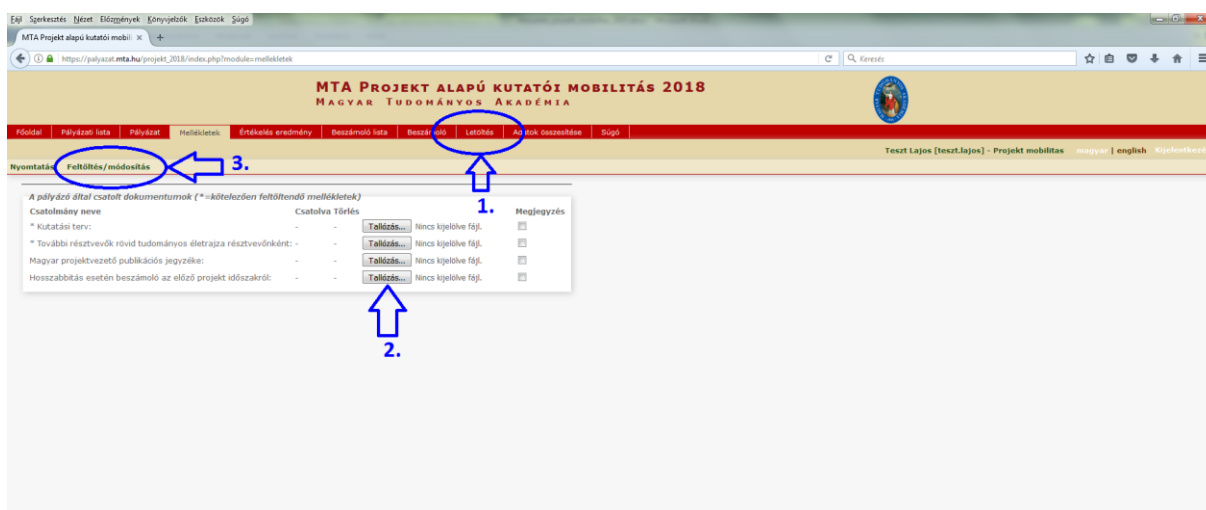 Fájl Szerkesztés Nézet Előzmények Könyvjelzők Eszközök Súgó
MTA Projekt alapú kutatói mobili × +
https://palyazat.mta.hu/projekt_2018/index.php?module=mellekletek
Keresés
MTA PROJEKT ALAPÚ KUTATÓI MOBILITÁS 2018
MAGYAR TUDOMÁNYOS AKADÉMIA
Főoldal Pályázati lista Pályázat Mellékletek Értékelés eredmény Beszámoló lista Beszámoló Letöltés Adatok összesítése Súgó
Teszt Lajos [teszt.lajos] - Projekt mobilitas magyar | english Kijelentkezés
Nyomtatás Feltöltés/módosítás 3.
1.
A pályázó által csatolt dokumentumok (*=kötelezően feltöltendő mellékletek)
Csatolmány neve Csatolva Törlés Megjegyzés
* Kutatási terv: - - Tallózás... Nincs kijelölve fájl.
* További résztvevők rövid tudományos életrajza résztvevőnként: - - Tallózás... Nincs kijelölve fájl.
Magyar projektvezető publikációs jegyzéke: - - Tallózás... Nincs kijelölve fájl.
Hosszabbítás esetén beszámoló az előző projekt időszakról: - - Tallózás... Nincs kijelölve fájl.
2.